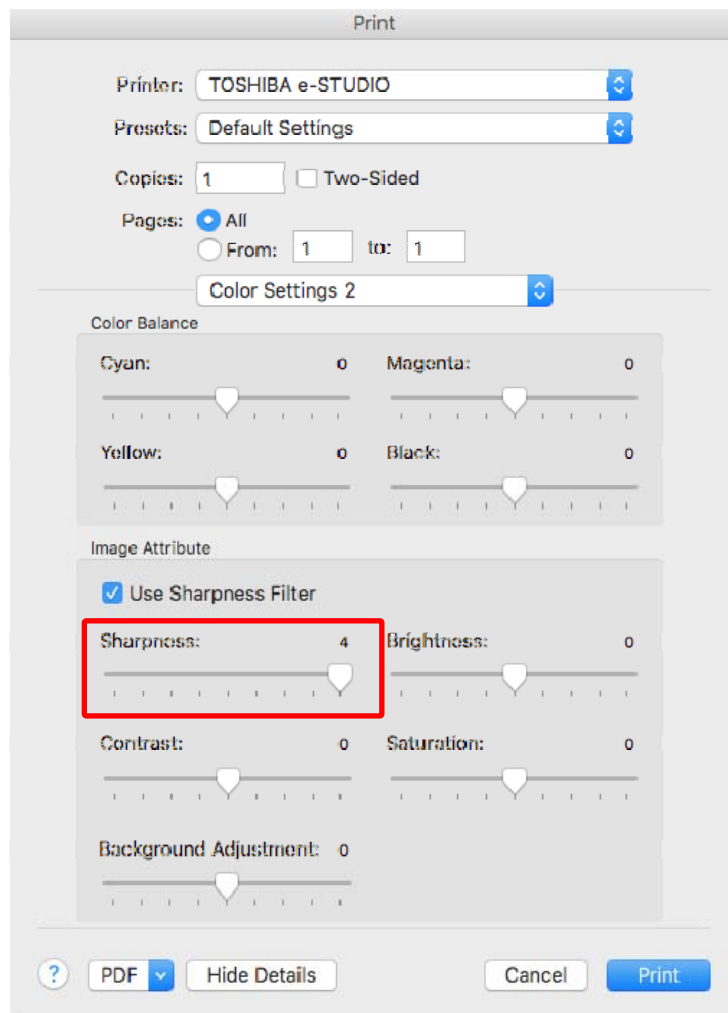 Print
Printer: TOSHIBA e-STUDIO
Presets: Default Settings
Copies: 1 Two-Sided
Pages: All
From: 1 to: 1
Color Settings 2
Color Balance
Cyan: 0 Magenta: 0
Yellow: 0 Black: 0
Image Attribute
Use Sharpness Filter
Sharpness: 4 Brightness: 0
Contrast: 0 Saturation: 0
Background Adjustment: 0
? PDF Hide Details Cancel Print